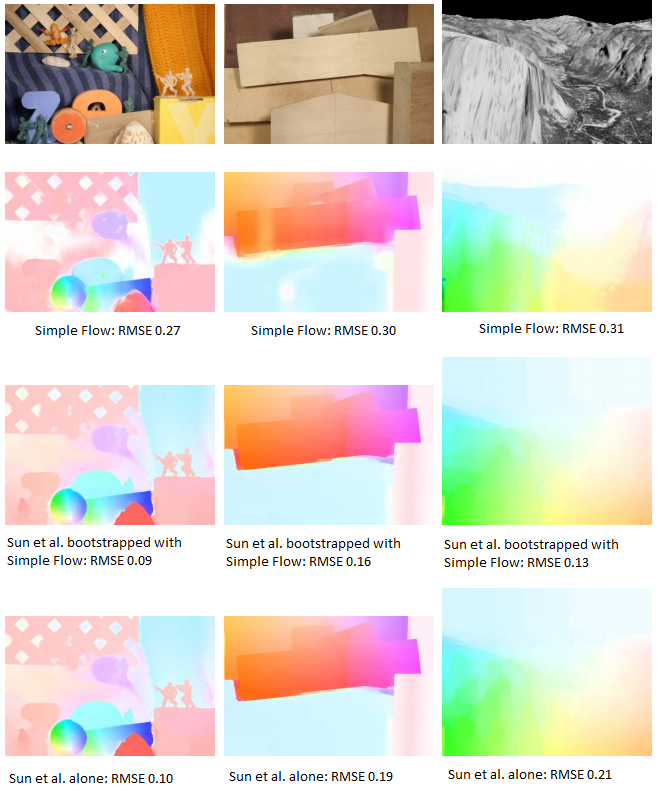 Simple Flow: RMSE 0.27
Simple Flow: RMSE 0.30
Simple Flow: RMSE 0.31
Sun et al. bootstrapped with
Simple Flow: RMSE 0.09
Sun et al. bootstrapped with
Simple Flow: RMSE 0.16
Sun et al. bootstrapped with
Simple Flow: RMSE 0.13
Sun et al. alone: RMSE 0.10
Sun et al. alone: RMSE 0.19
Sun et al. alone: RMSE 0.21